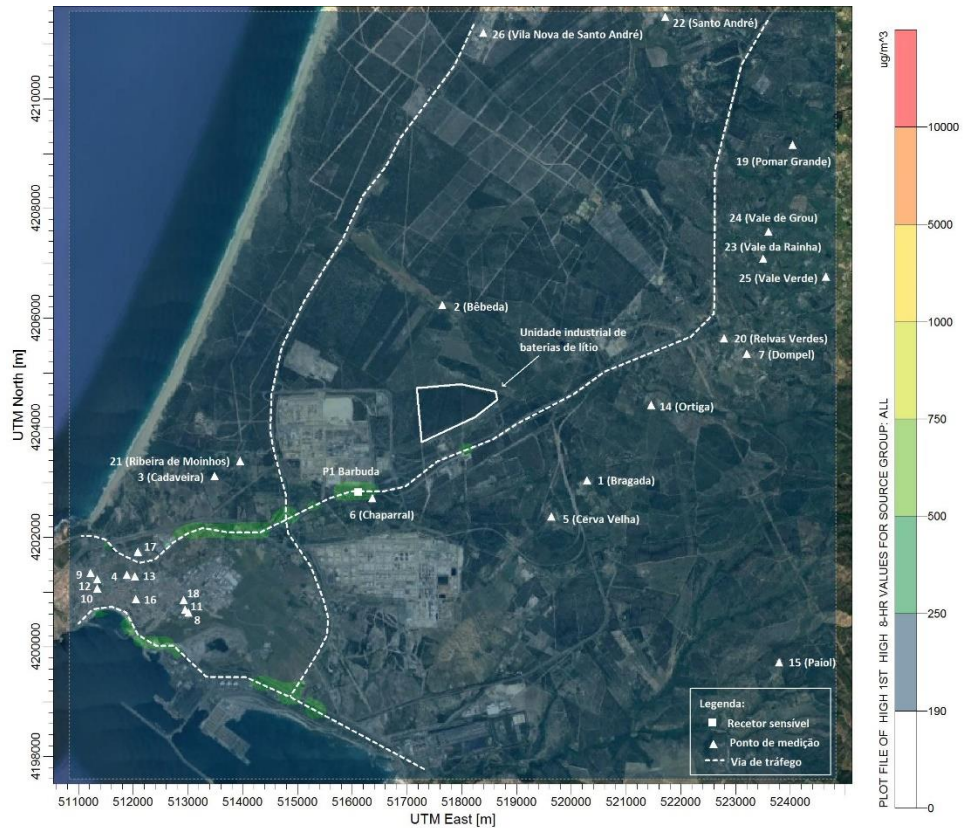 26 (Vila Nova de Santo André)
22 (Santo André)
19 (Pomar Grande)
24 (Vale de Grou)
23 (Vale da Rainha)
25 (Vale Verde)
2 (Bêbeda)
Unidade industrial de
baterias de lítio
20 (Relvas Verdes)
7 (Dompel)
14 (Ortiga)
21 (Ribeira de Moinhos)
3 (Cadaveira)
P1 Barbuda
6 (Chaparral)
1 (Bragada)
5 (Cerva Velha)
17
9
4
13
12
10
16
18
11
8
15 (Paiol)
Legenda:
Recetor sensível
Ponto de medição
Via de tráfego
UTM North [m]
4210000
4208000
4206000
4204000
4202000
4200000
4198000
511000 512000 513000 514000 515000 516000 517000 518000 519000 520000 521000 522000 523000 524000
UTM East [m]
PLOT FILE OF HIGH 1ST HIGH 8-HR VALUES FOR SOURCE GROUP: ALL
ug/m^3
10000
5000
1000
750
500
250
190
0